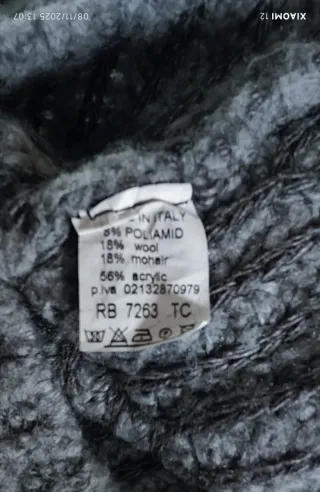 08/11/2025 13:07
XIAOMI 12
IN ITALY
8% POLIAMID
18% wool
18% mohair
56% acrylic
p.iva 02132870979
RB 7263 TC